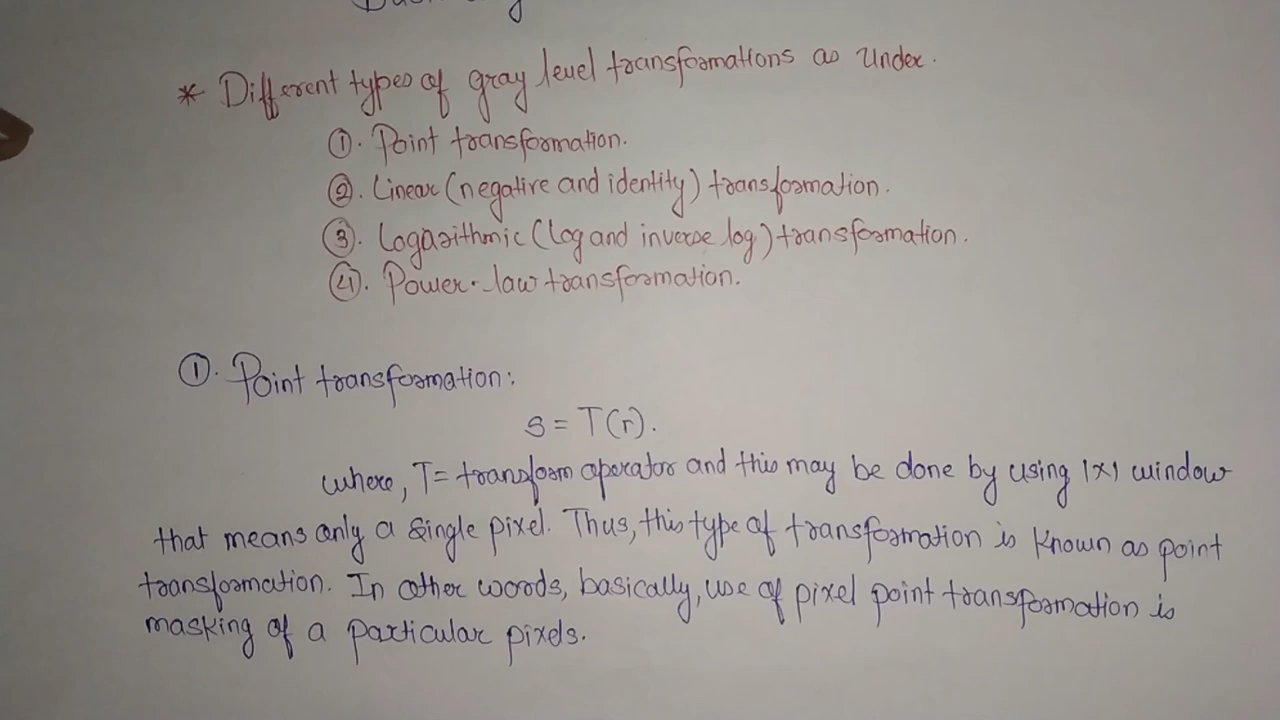 * Different types of gray level transformations as under.
①. Point transformation.
②. Linear (negative and identity) transformation.
③. Logarithmic (log and inverse log) transformation.
④. Power-law transformation.
①. Point transformation:
s = T(r).
where, T = transform operator and this may be done by using 1x1 window
that means only a single pixel. Thus, this type of transformation is known as point
transformation. In other words, basically, use of pixel point transformation is
masking of a particular pixels.